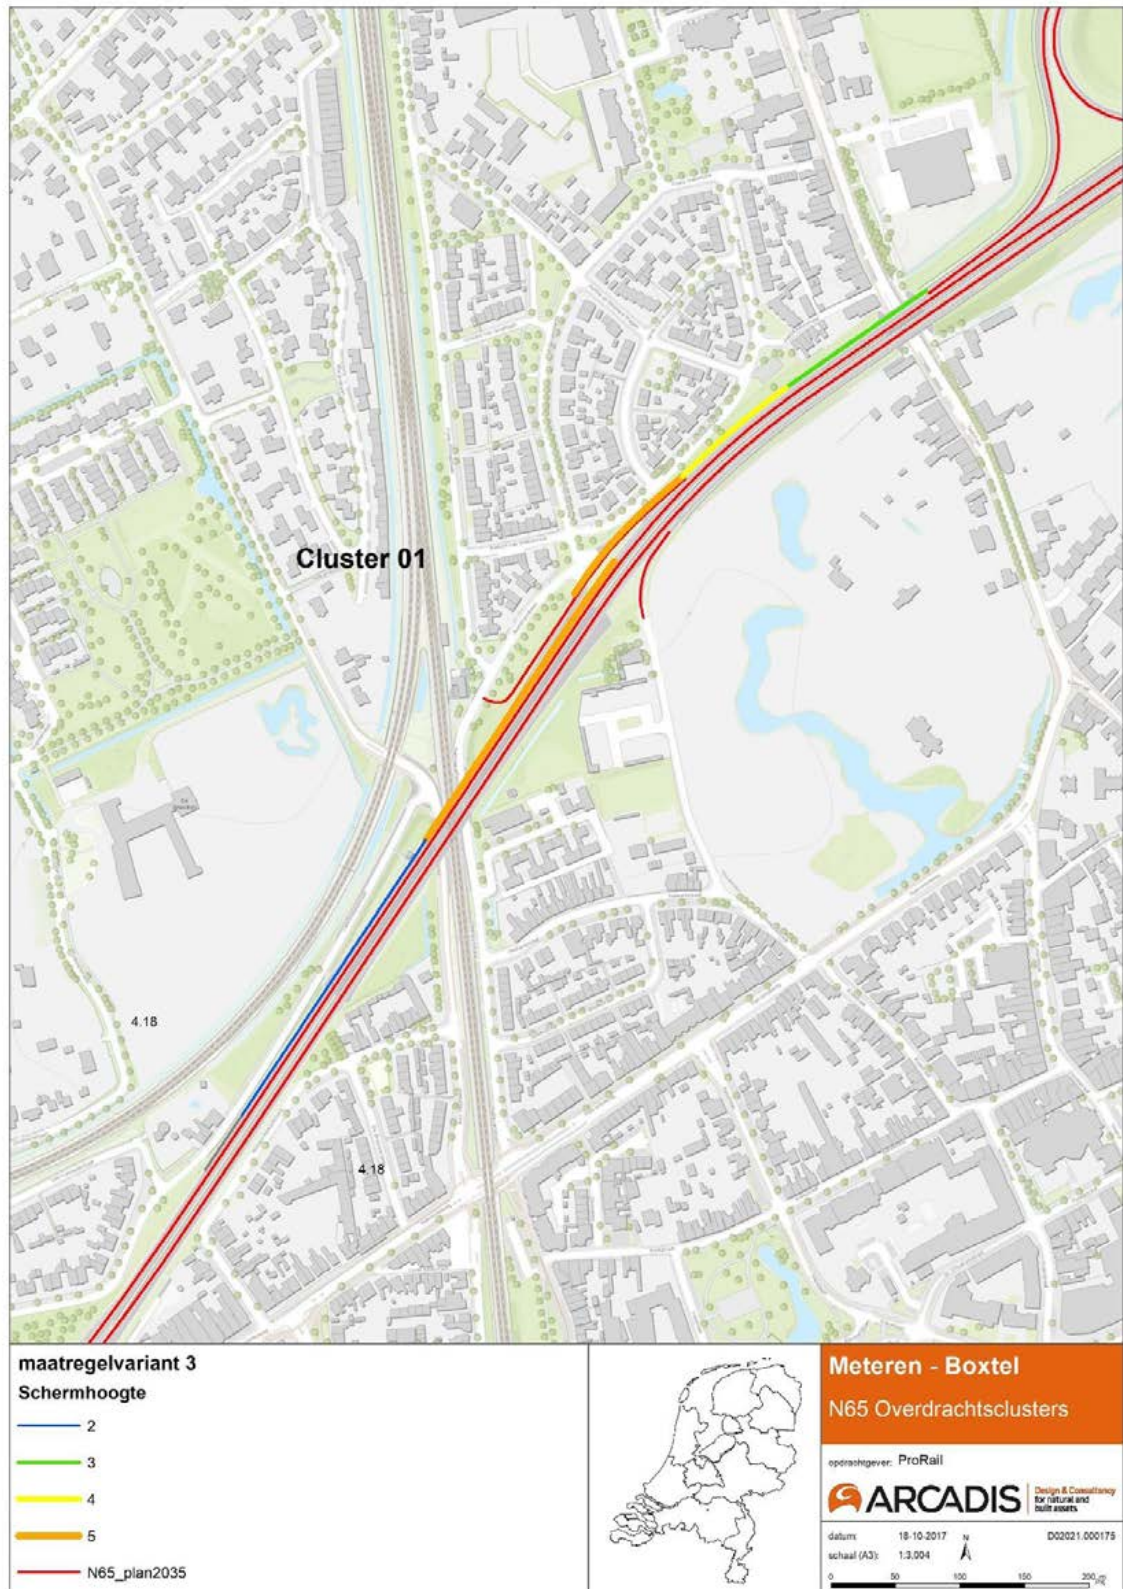 Cluster 01
4.18
4.18
maatregelvariant 3
Schermhoogte
2
3
4
5
N65_plan2035
Meteren - Boxtel
N65 Overdrachtsclusters
opdrachtgever: ProRail
ARCADIS
Design & Consultancy
for natural and
built assets
datum: 18-10-2017 N D02021.000175
schaal (A3): 1:3.004
0 50 100 150 200